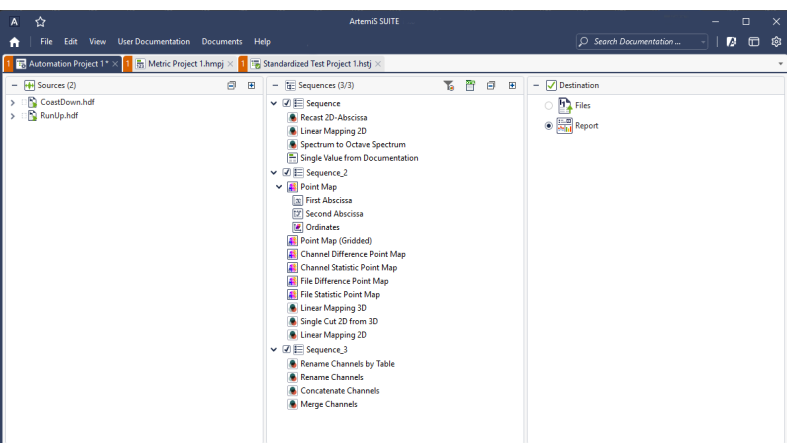 A ArtemiS SUITE
File Edit View User Documentation Documents Help Search Documentation ...
1 Automation Project 1* 1 Metric Project 1.hmpj 1 Standardized Test Project 1.hstj
Sources (2)
CoastDown.hdf
RunUp.hdf
Sequences (3/3)
Sequence
Recast 2D-Abscissa
Linear Mapping 2D
Spectrum to Octave Spectrum
Single Value from Documentation
Sequence_2
Point Map
First Abscissa
Second Abscissa
Ordinates
Point Map (Gridded)
Channel Difference Point Map
Channel Statistic Point Map
File Difference Point Map
File Statistic Point Map
Linear Mapping 3D
Single Cut 2D from 3D
Linear Mapping 2D
Sequence_3
Rename Channels by Table
Rename Channels
Concatenate Channels
Merge Channels
Destination
Files
Report